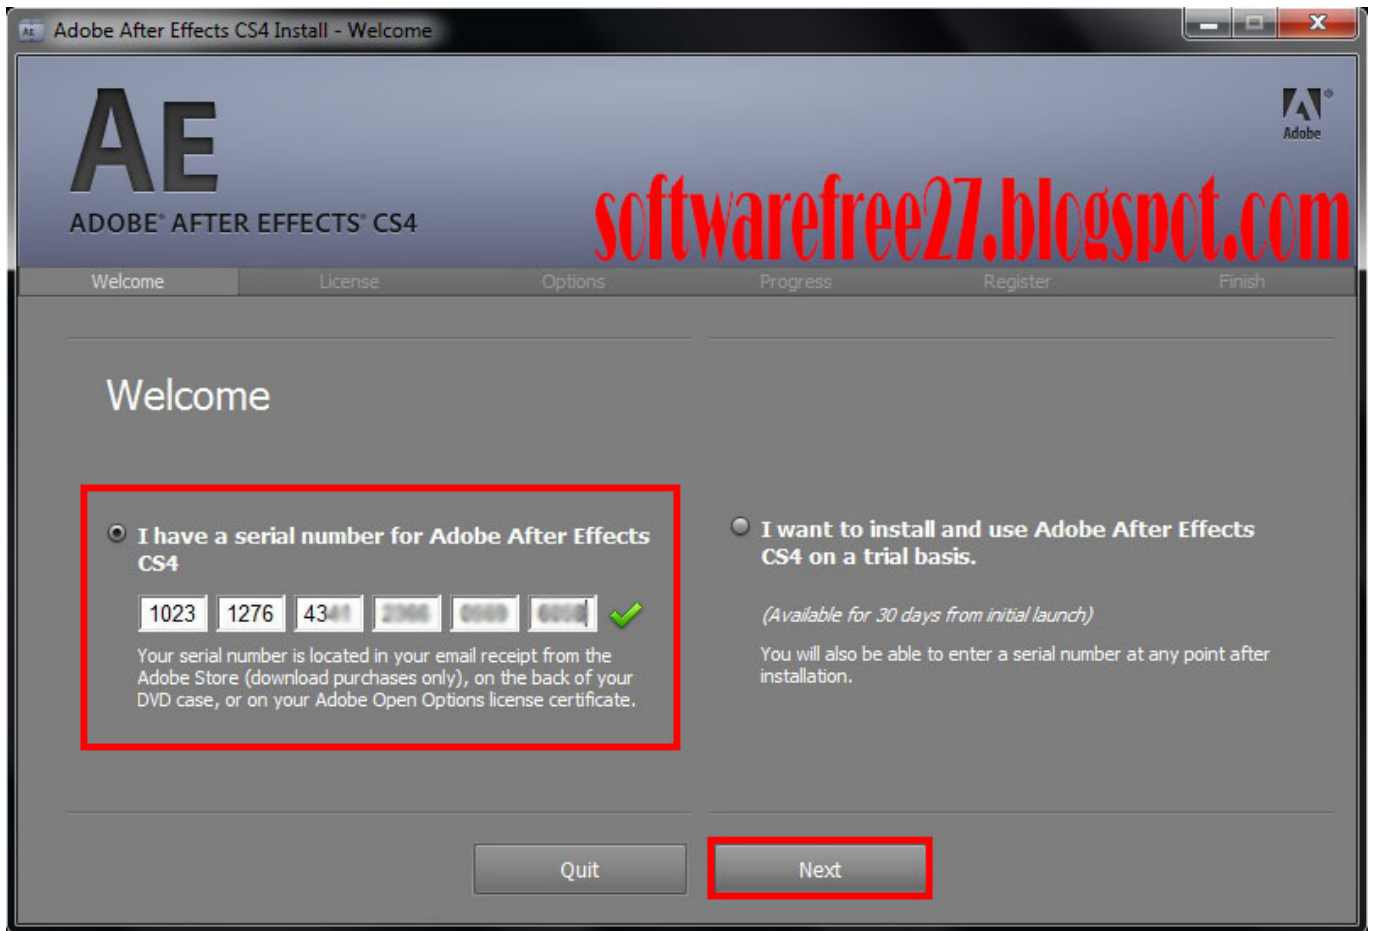 Adobe After Effects CS4 Install - Welcome
AE
Adobe
ADOBE® AFTER EFFECTS® CS4
softwarefree27.blogspot.com
Welcome License Options Progress Register Finish
Welcome
I have a serial number for Adobe After Effects
CS4
1023 1276 43
Your serial number is located in your email receipt from the
Adobe Store (download purchases only), on the back of your
DVD case, or on your Adobe Open Options license certificate.
I want to install and use Adobe After Effects
CS4 on a trial basis.
(Available for 30 days from initial launch)
You will also be able to enter a serial number at any point after
installation.
Quit Next